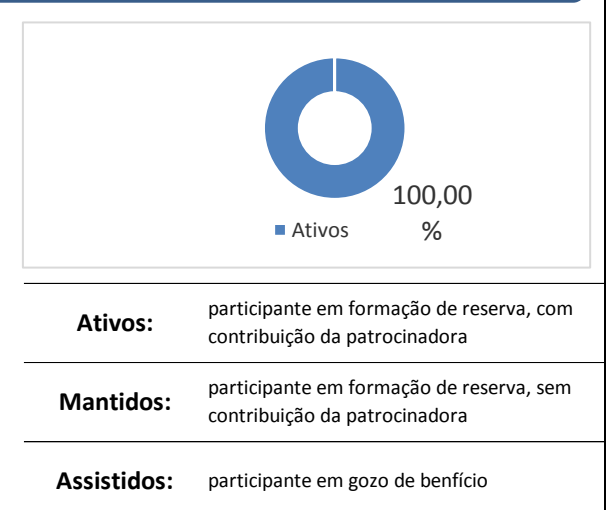 100,00
%
Ativos
Ativos:
participante em formação de reserva, com
contribuição da patrocinadora
Mantidos:
participante em formação de reserva, sem
contribuição da patrocinadora
Assistidos:
participante em gozo de benfício